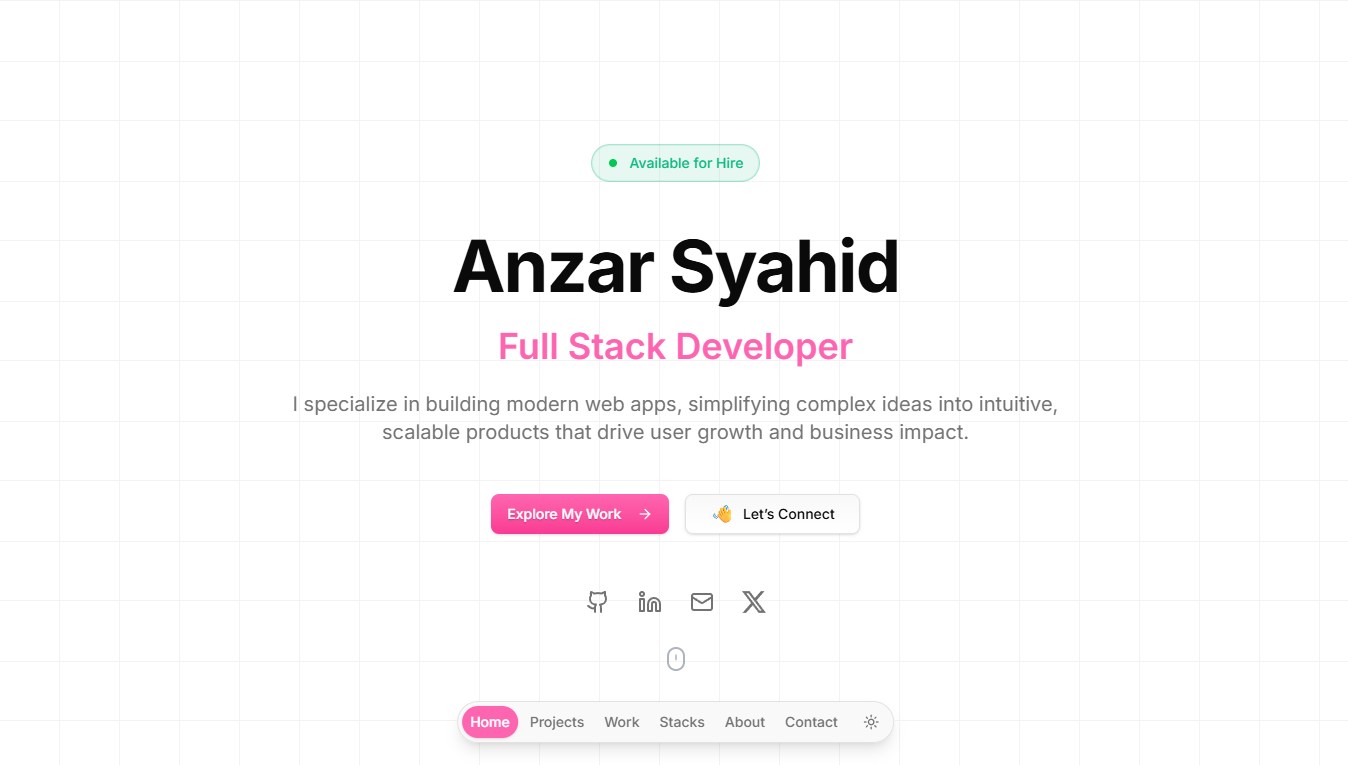 Available for Hire
Anzar Syahid
Full Stack Developer
I specialize in building modern web apps, simplifying complex ideas into intuitive,
scalable products that drive user growth and business impact.
Explore My Work →
👋 Let’s Connect
Home Projects Work Stacks About Contact